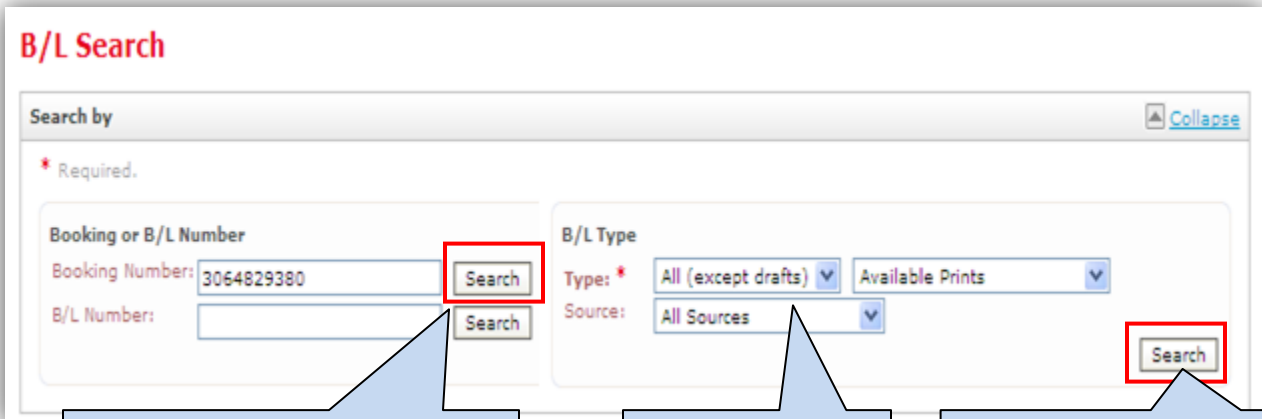 B/L Search
Search by
Collapse
* Required.
Booking or B/L Number
Booking Number: 3064829380 Search
B/L Number: Search
B/L Type
Type: * All (except drafts) Available Prints
Source: All Sources
Search